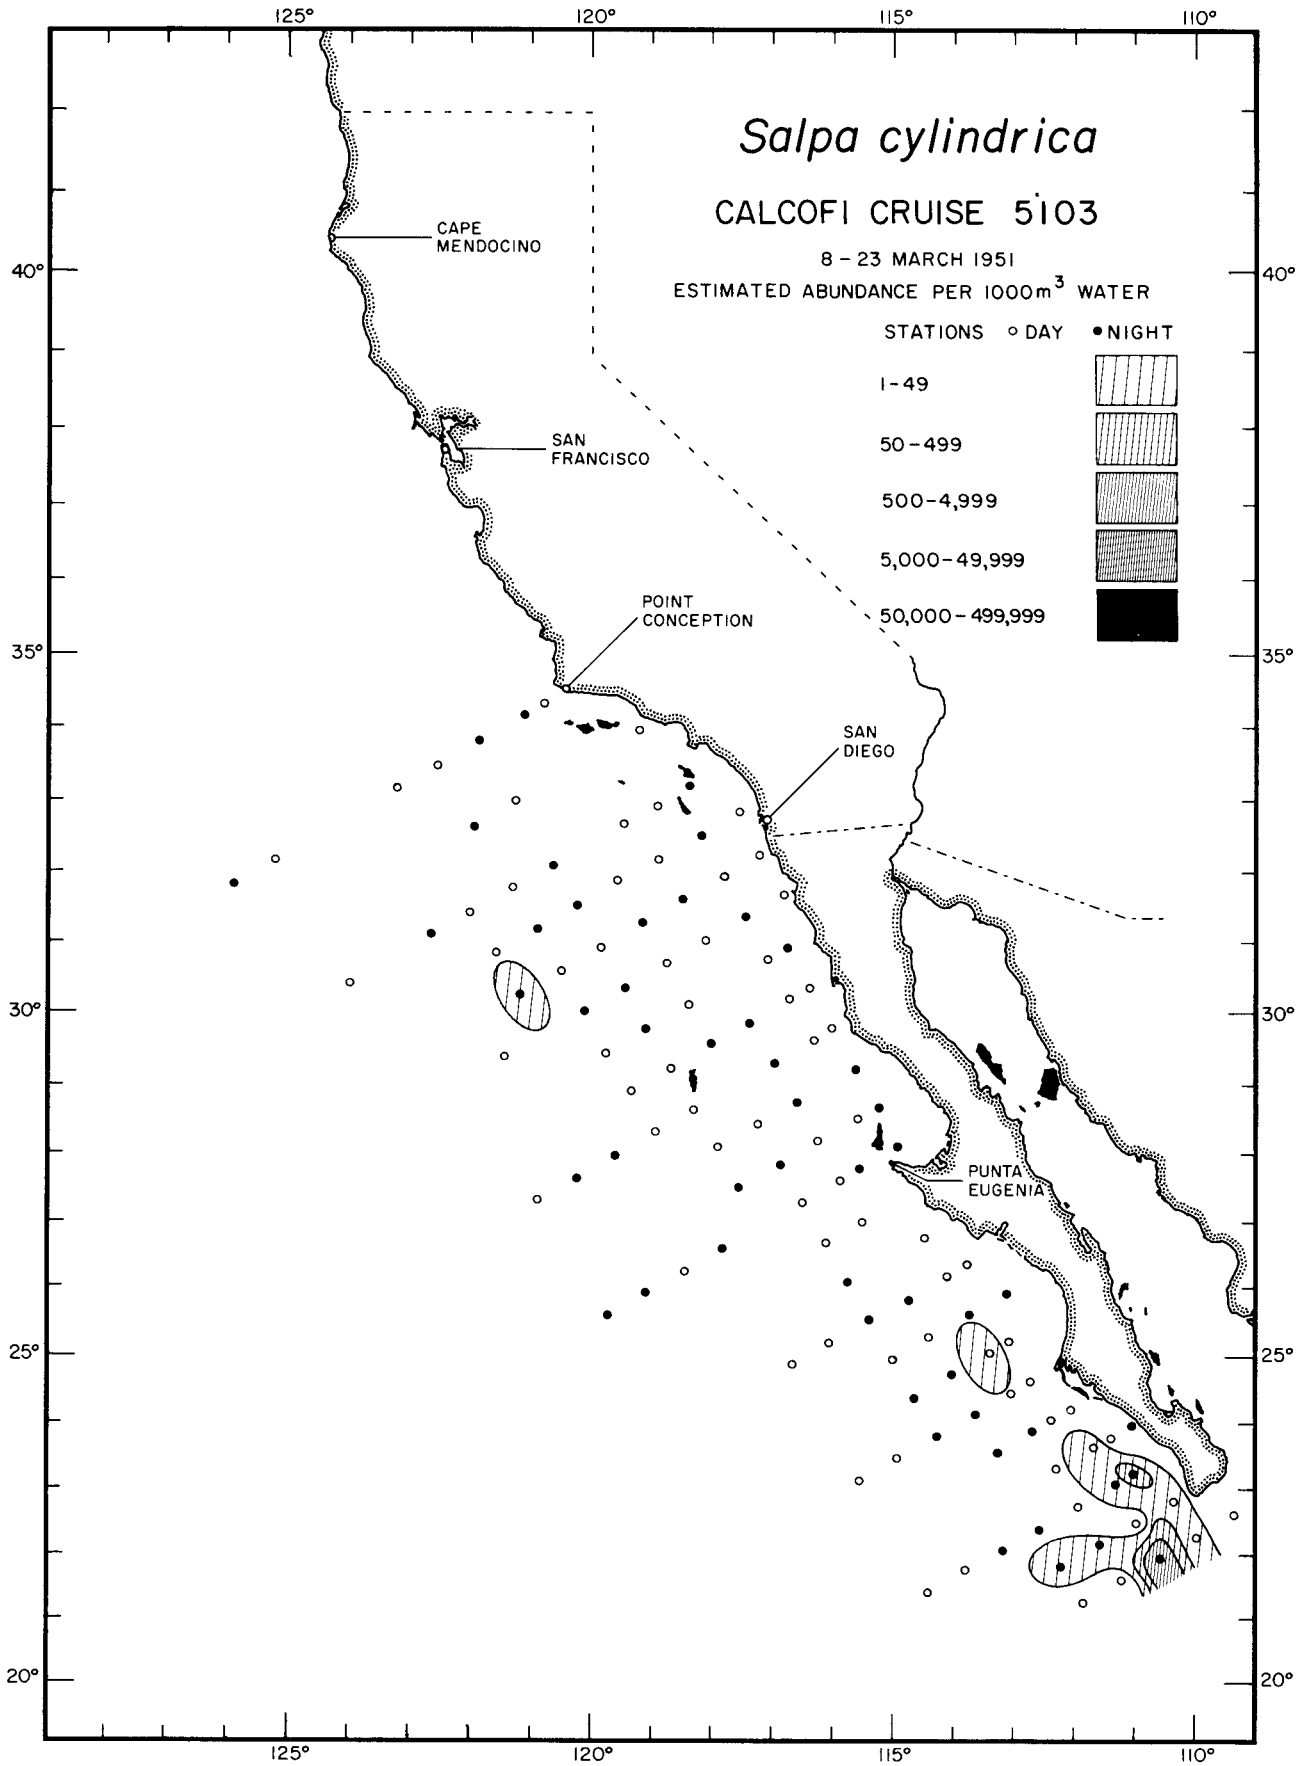 125°
120°
115°
110°
Salpa cylindrica
CALCOFI CRUISE 5103
8-23 MARCH 1951
ESTIMATED ABUNDANCE PER 1000m³ WATER
STATIONS ○ DAY ● NIGHT
1-49
50-499
500-4,999
5,000-49,999
50,000-499,999
CAPE
MENDOCINO
40°
40°
SAN
FRANCISCO
POINT
CONCEPTION
35°
35°
SAN
DIEGO
30°
30°
PUNTA
EUGENIA
25°
25°
20°
20°
125°
120°
115°
110°